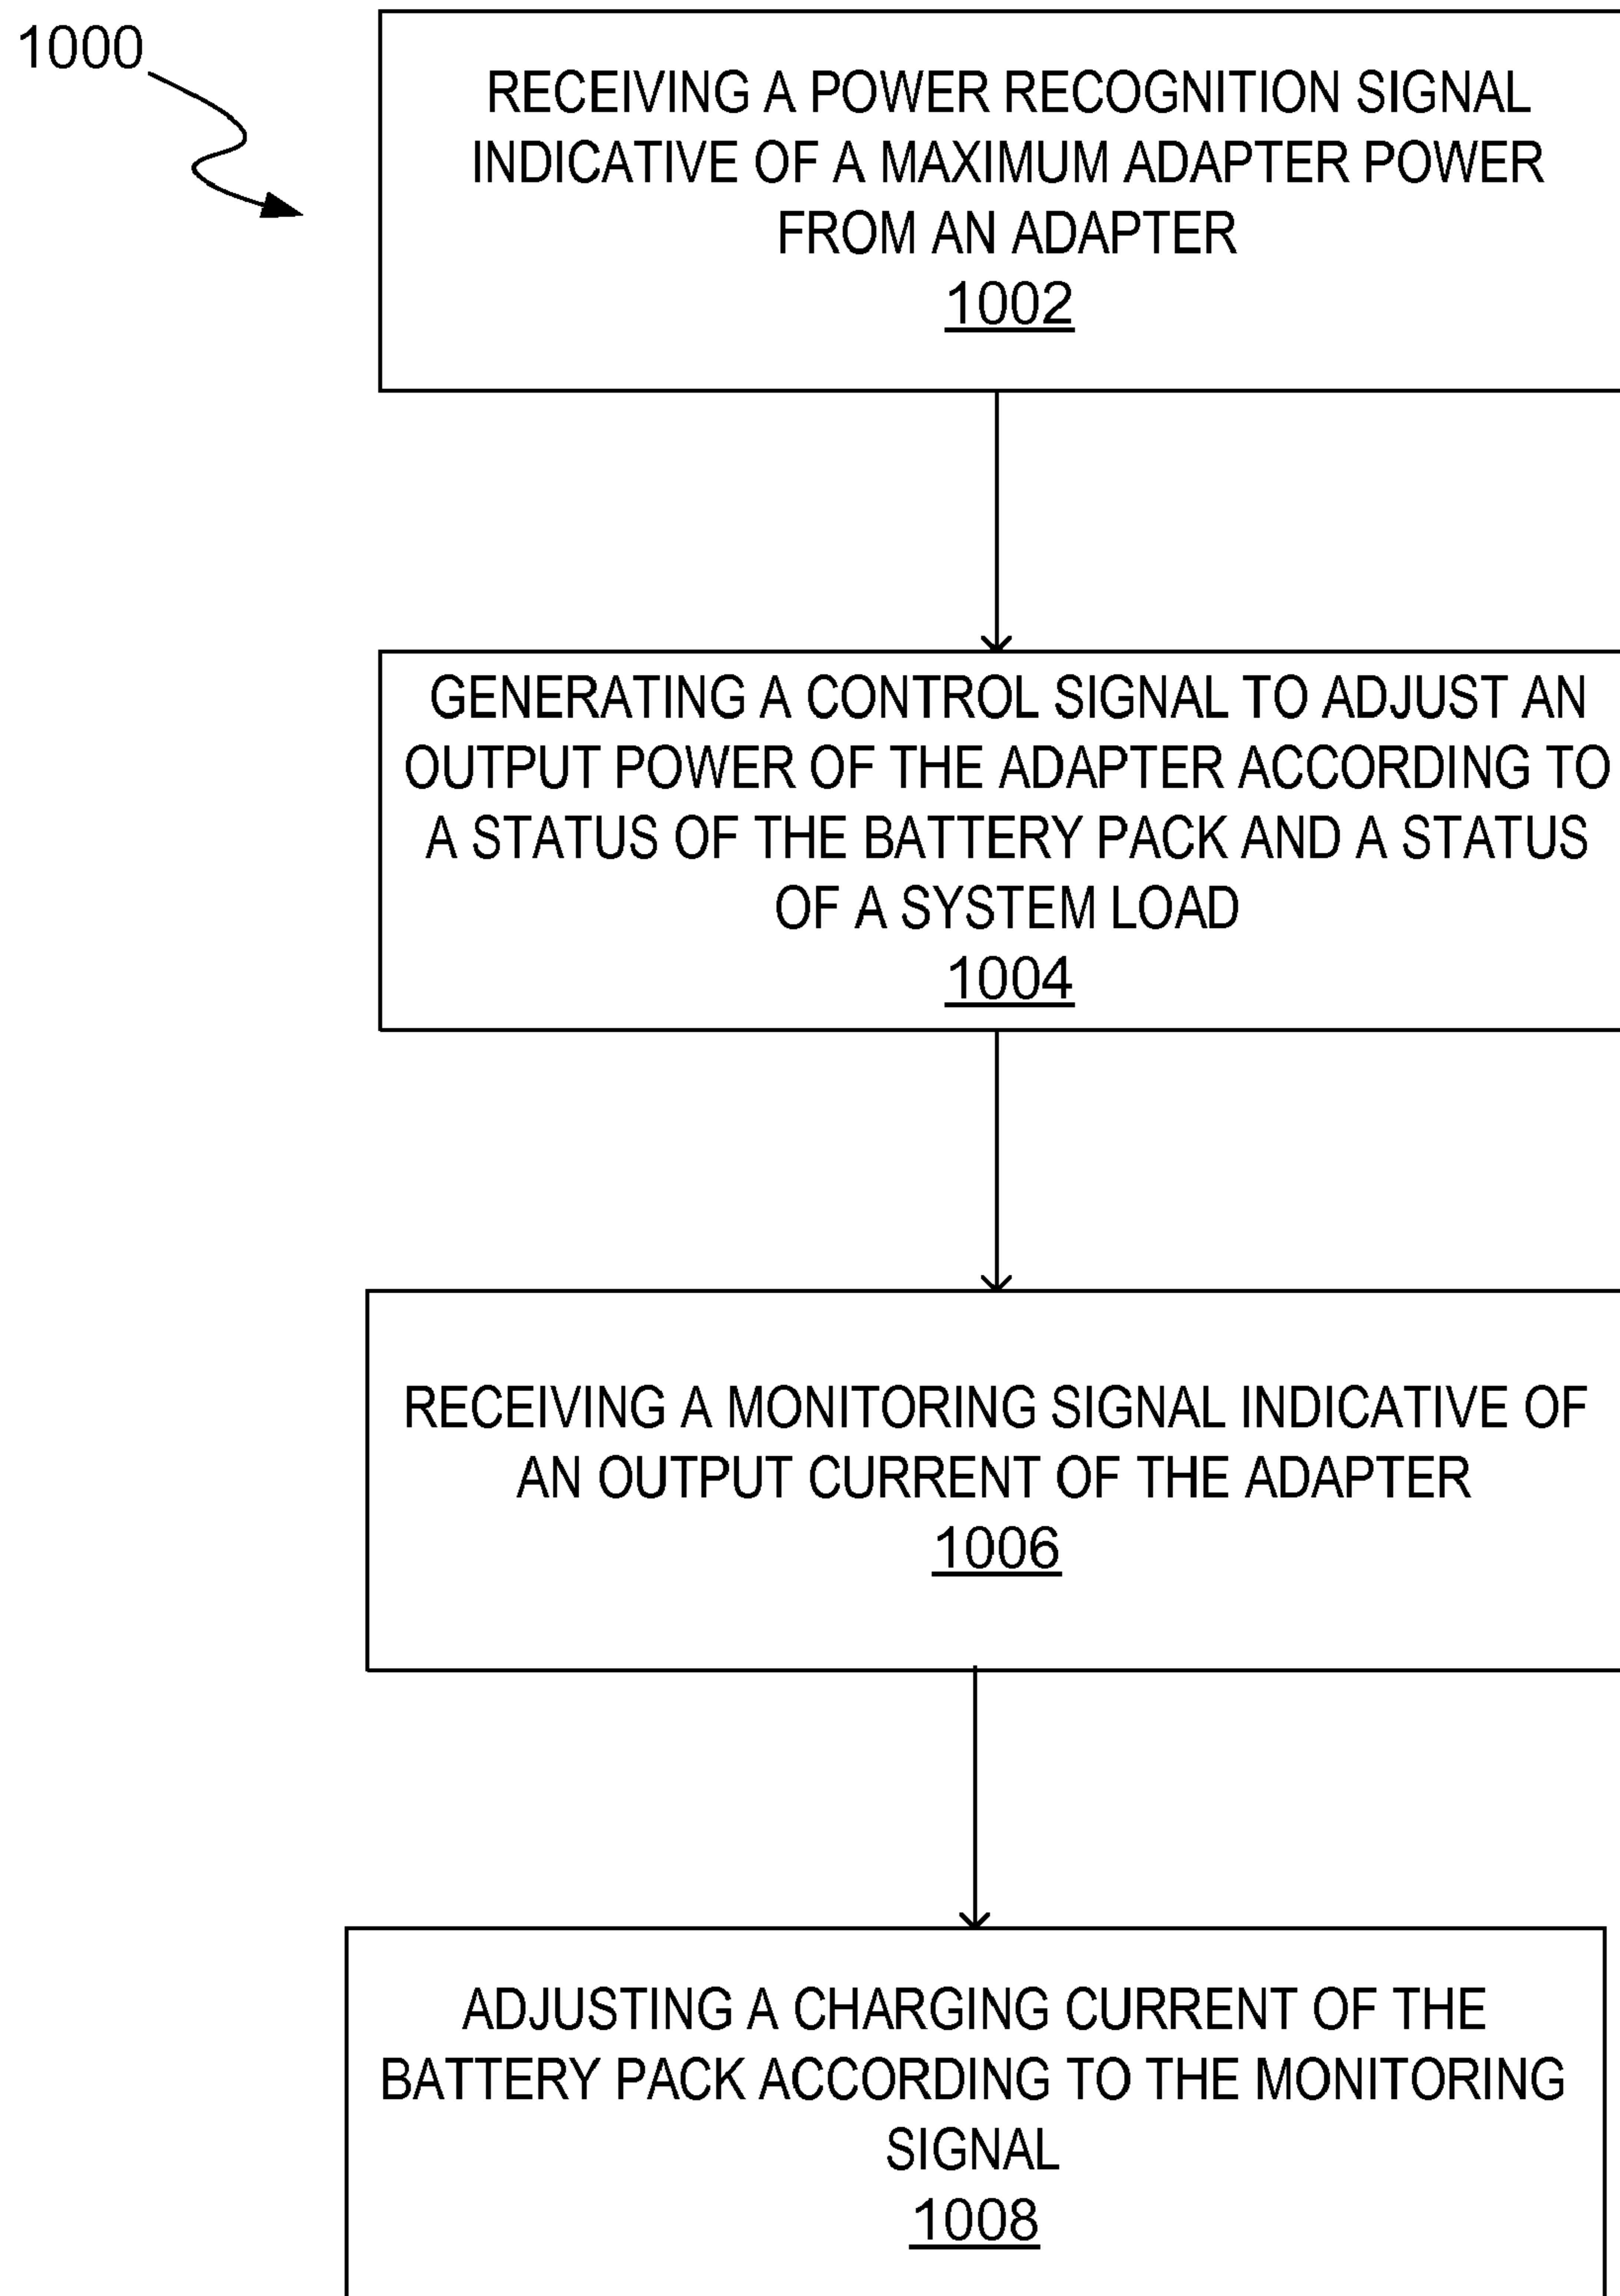 1000
RECEIVING A POWER RECOGNITION SIGNAL
INDICATIVE OF A MAXIMUM ADAPTER POWER
FROM AN ADAPTER
1002
GENERATING A CONTROL SIGNAL TO ADJUST AN
OUTPUT POWER OF THE ADAPTER ACCORDING TO
A STATUS OF THE BATTERY PACK AND A STATUS
OF A SYSTEM LOAD
1004
RECEIVING A MONITORING SIGNAL INDICATIVE OF
AN OUTPUT CURRENT OF THE ADAPTER
1006
ADJUSTING A CHARGING CURRENT OF THE
BATTERY PACK ACCORDING TO THE MONITORING
SIGNAL
1008